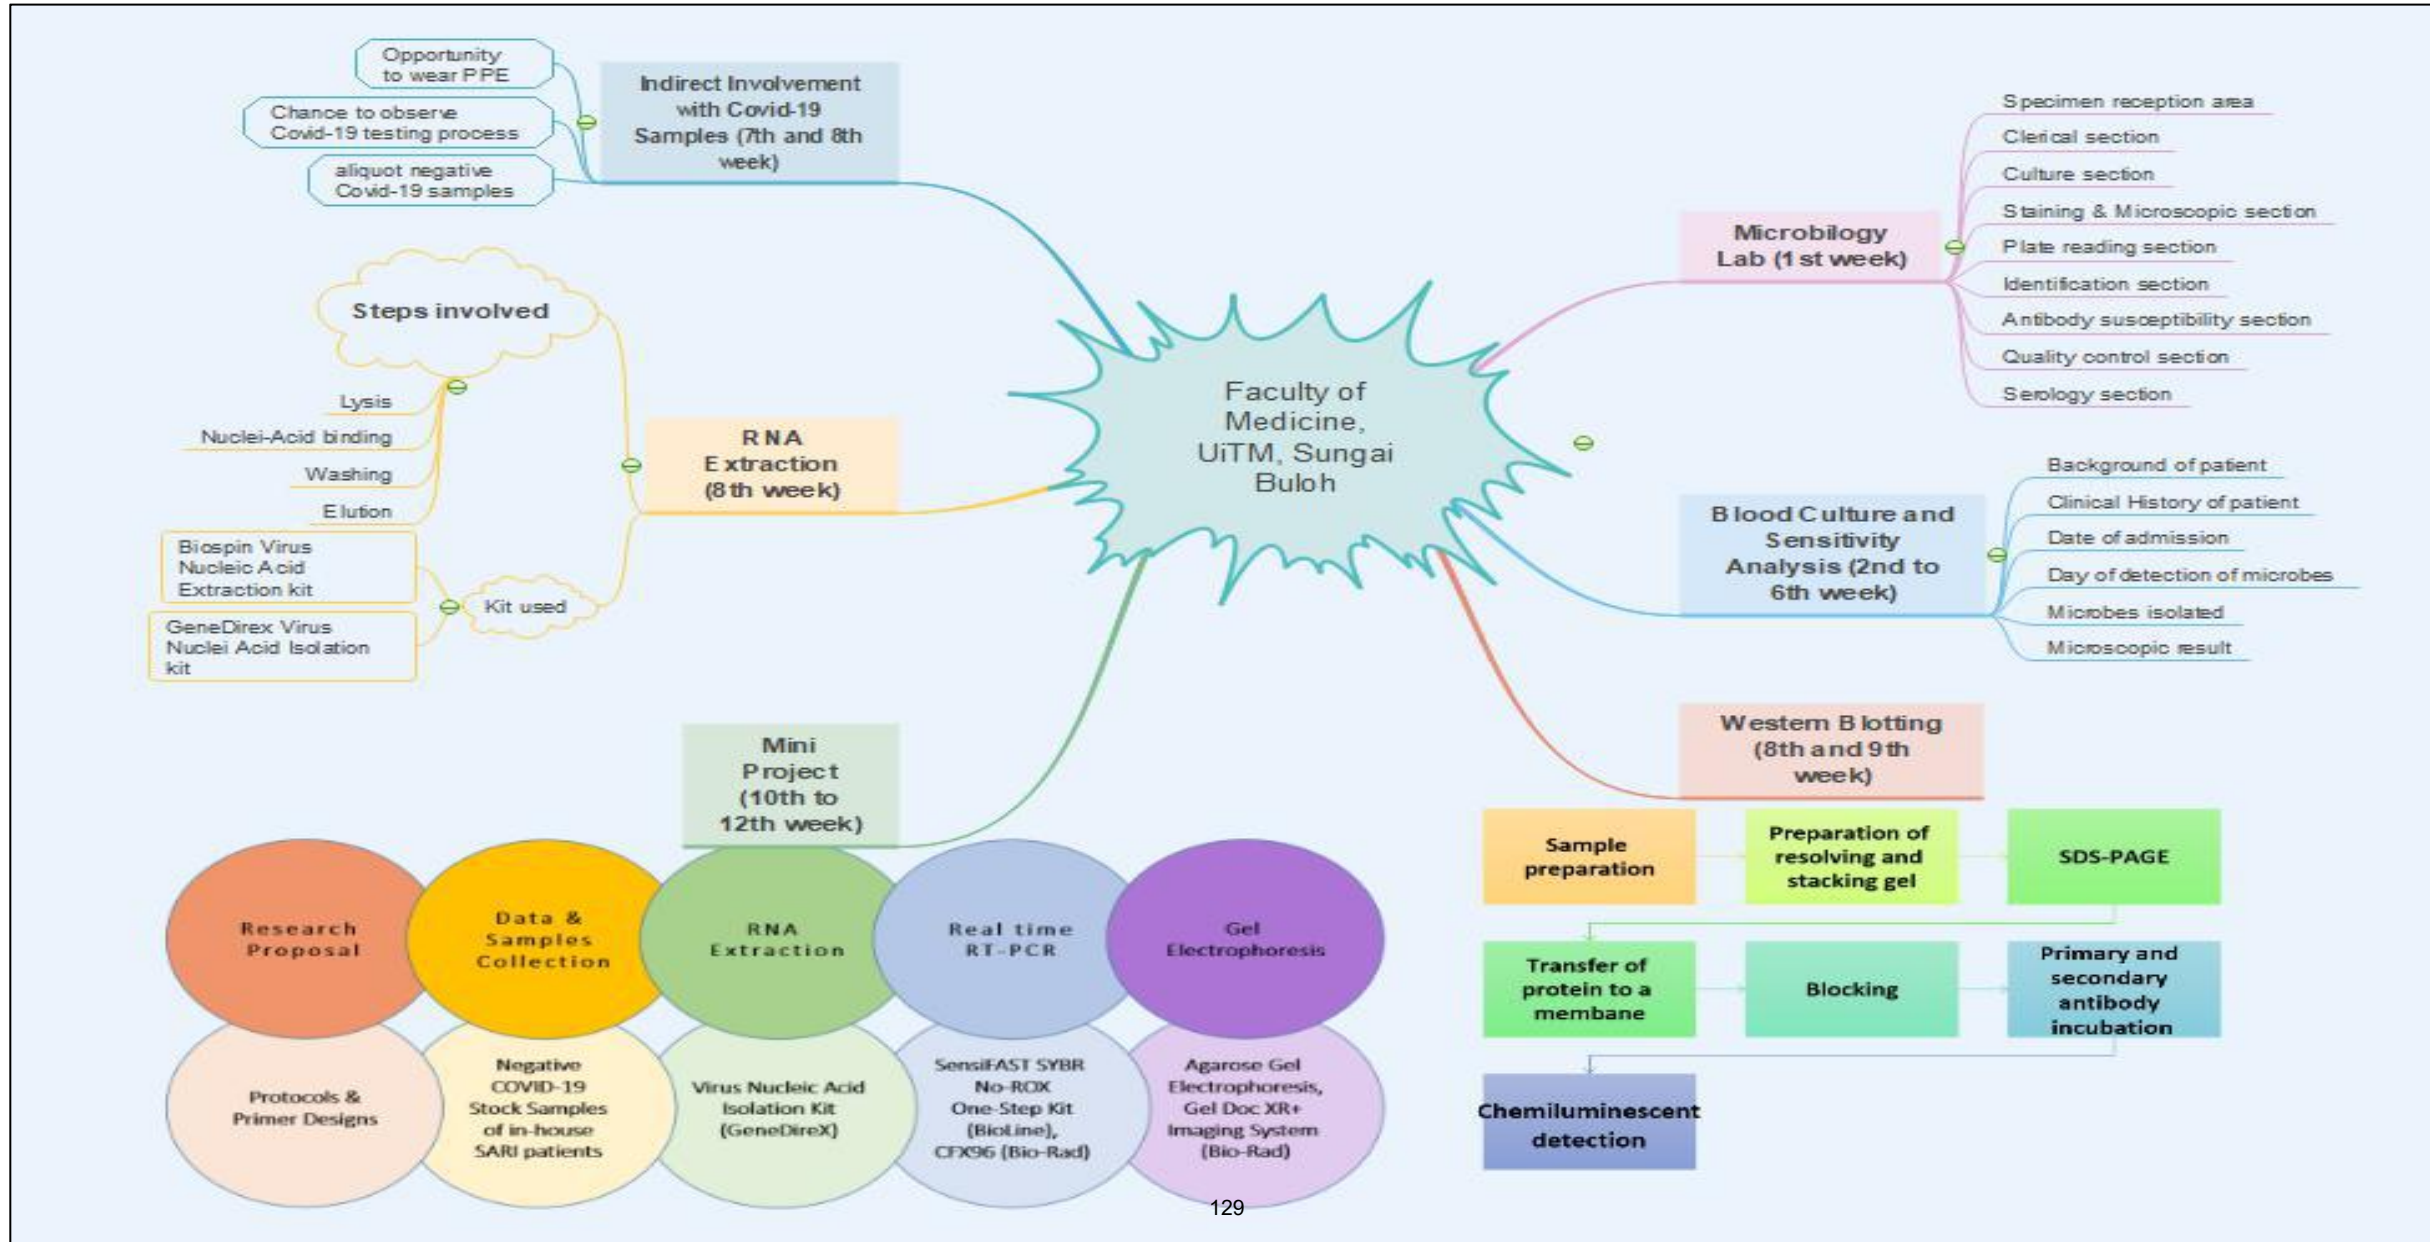 Opportunity
to wear PPE
Chance to observe
Covid-19 testing process
aliquot negative
Covid-19 samples
Indirect Involvement
with Covid-19
Samples (7th and 8th
week)
Steps involved
Lysis
Nuclei-Acid binding
Washing
Elution
Biospin Virus
Nucleic Acid
Extraction kit
GeneDirex Virus
Nuclei Acid Isolation
kit
Kit used
RNA
Extraction
(8th week)
Faculty of
Medicine,
UiTM, Sungai
Buloh
Microbilogy
Lab (1st week)
Specimen reception area
Clerical section
Culture section
Staining & Microscopic section
Plate reading section
Identification section
Antibody susceptibility section
Quality control section
Serology section
Blood Culture and
Sensitivity
Analysis (2nd to
6th week)
Background of patient
Clinical History of patient
Date of admission
Day of detection of microbes
Microbes isolated
Microscopic result
Western Blotting
(8th and 9th
week)
Sample
preparation
Preparation of
resolving and
stacking gel
SDS-PAGE
Transfer of
protein to a
membane
Blocking
Primary and
secondary
antibody
incubation
Chemiluminescent
detection
Mini
Project
(10th to
12th week)
Research
Proposal
Data &
Samples
Collection
RNA
Extraction
Real time
RT-PCR
Gel
Electrophoresis
Protocols &
Primer Designs
Negative
COVID-19
Stock Samples
of in-house
SARI patients
Virus Nucleic Acid
Isolation Kit
(GeneDireX)
SensiFAST SYBR
No-ROX
One-Step Kit
(BioLine),
CFX96 (Bio-Rad)
Agarose Gel
Electrophoresis,
Gel Doc XR+
Imaging System
(Bio-Rad)
129